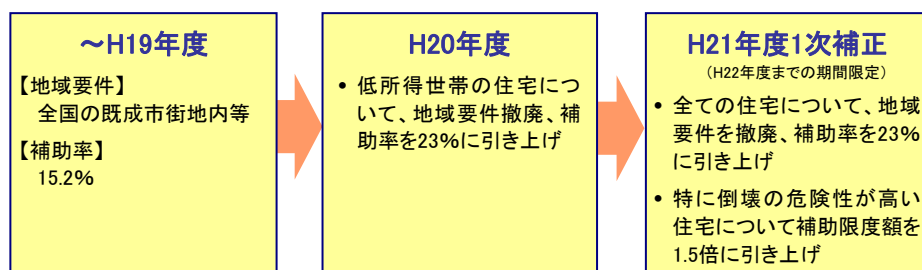 ～H19年度
【地域要件】
全国の既成市街地内等
【補助率】
15.2%
H20年度
• 低所得世帯の住宅につ
いて、地域要件撤廃、補
助率を23%に引き上げ
H21年度1次補正
（H22年度までの期間限定）
• 全ての住宅について、地域
要件を撤廃、補助率を23%
に引き上げ
• 特に倒壊の危険性が高い
住宅について補助限度額を
1.5倍に引き上げ